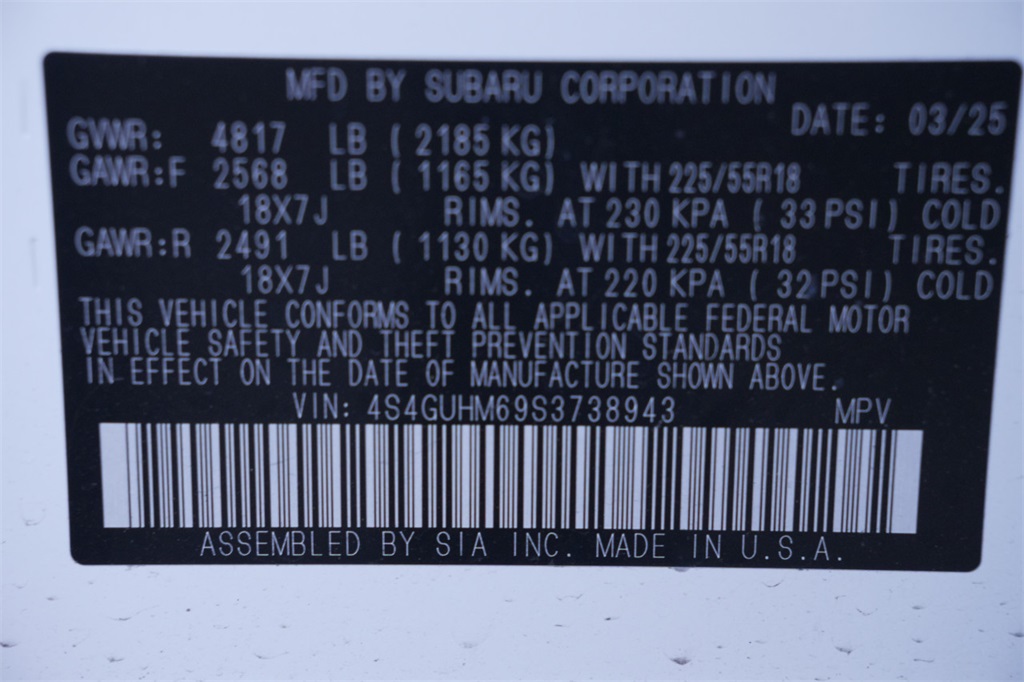 MFD BY SUBARU CORPORATION
DATE: 03/25
GVWR: 4817 LB ( 2185 KG)
GAWR:F 2568 LB ( 1165 KG) WITH 225/55R18 TIRES.
18X7J RIMS. AT 230 KPA ( 33 PSI) COLD
GAWR:R 2491 LB ( 1130 KG) WITH 225/55R18 TIRES.
18X7J RIMS. AT 220 KPA ( 32 PSI) COLD
THIS VEHICLE CONFORMS TO ALL APPLICABLE FEDERAL MOTOR
VEHICLE SAFETY AND THEFT PREVENTION STANDARDS
IN EFFECT ON THE DATE OF MANUFACTURE SHOWN ABOVE.
VIN: 4S4GUHM69S3738943 MPV
ASSEMBLED BY SIA INC. MADE IN U.S.A.